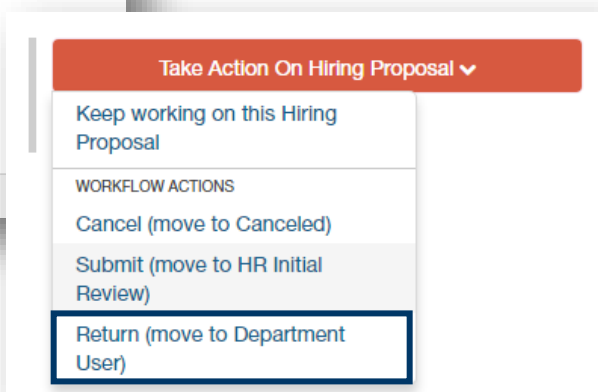 Take Action On Hiring Proposal
Keep working on this Hiring
Proposal
WORKFLOW ACTIONS
Cancel (move to Canceled)
Submit (move to HR Initial
Review)
Return (move to Department
User)